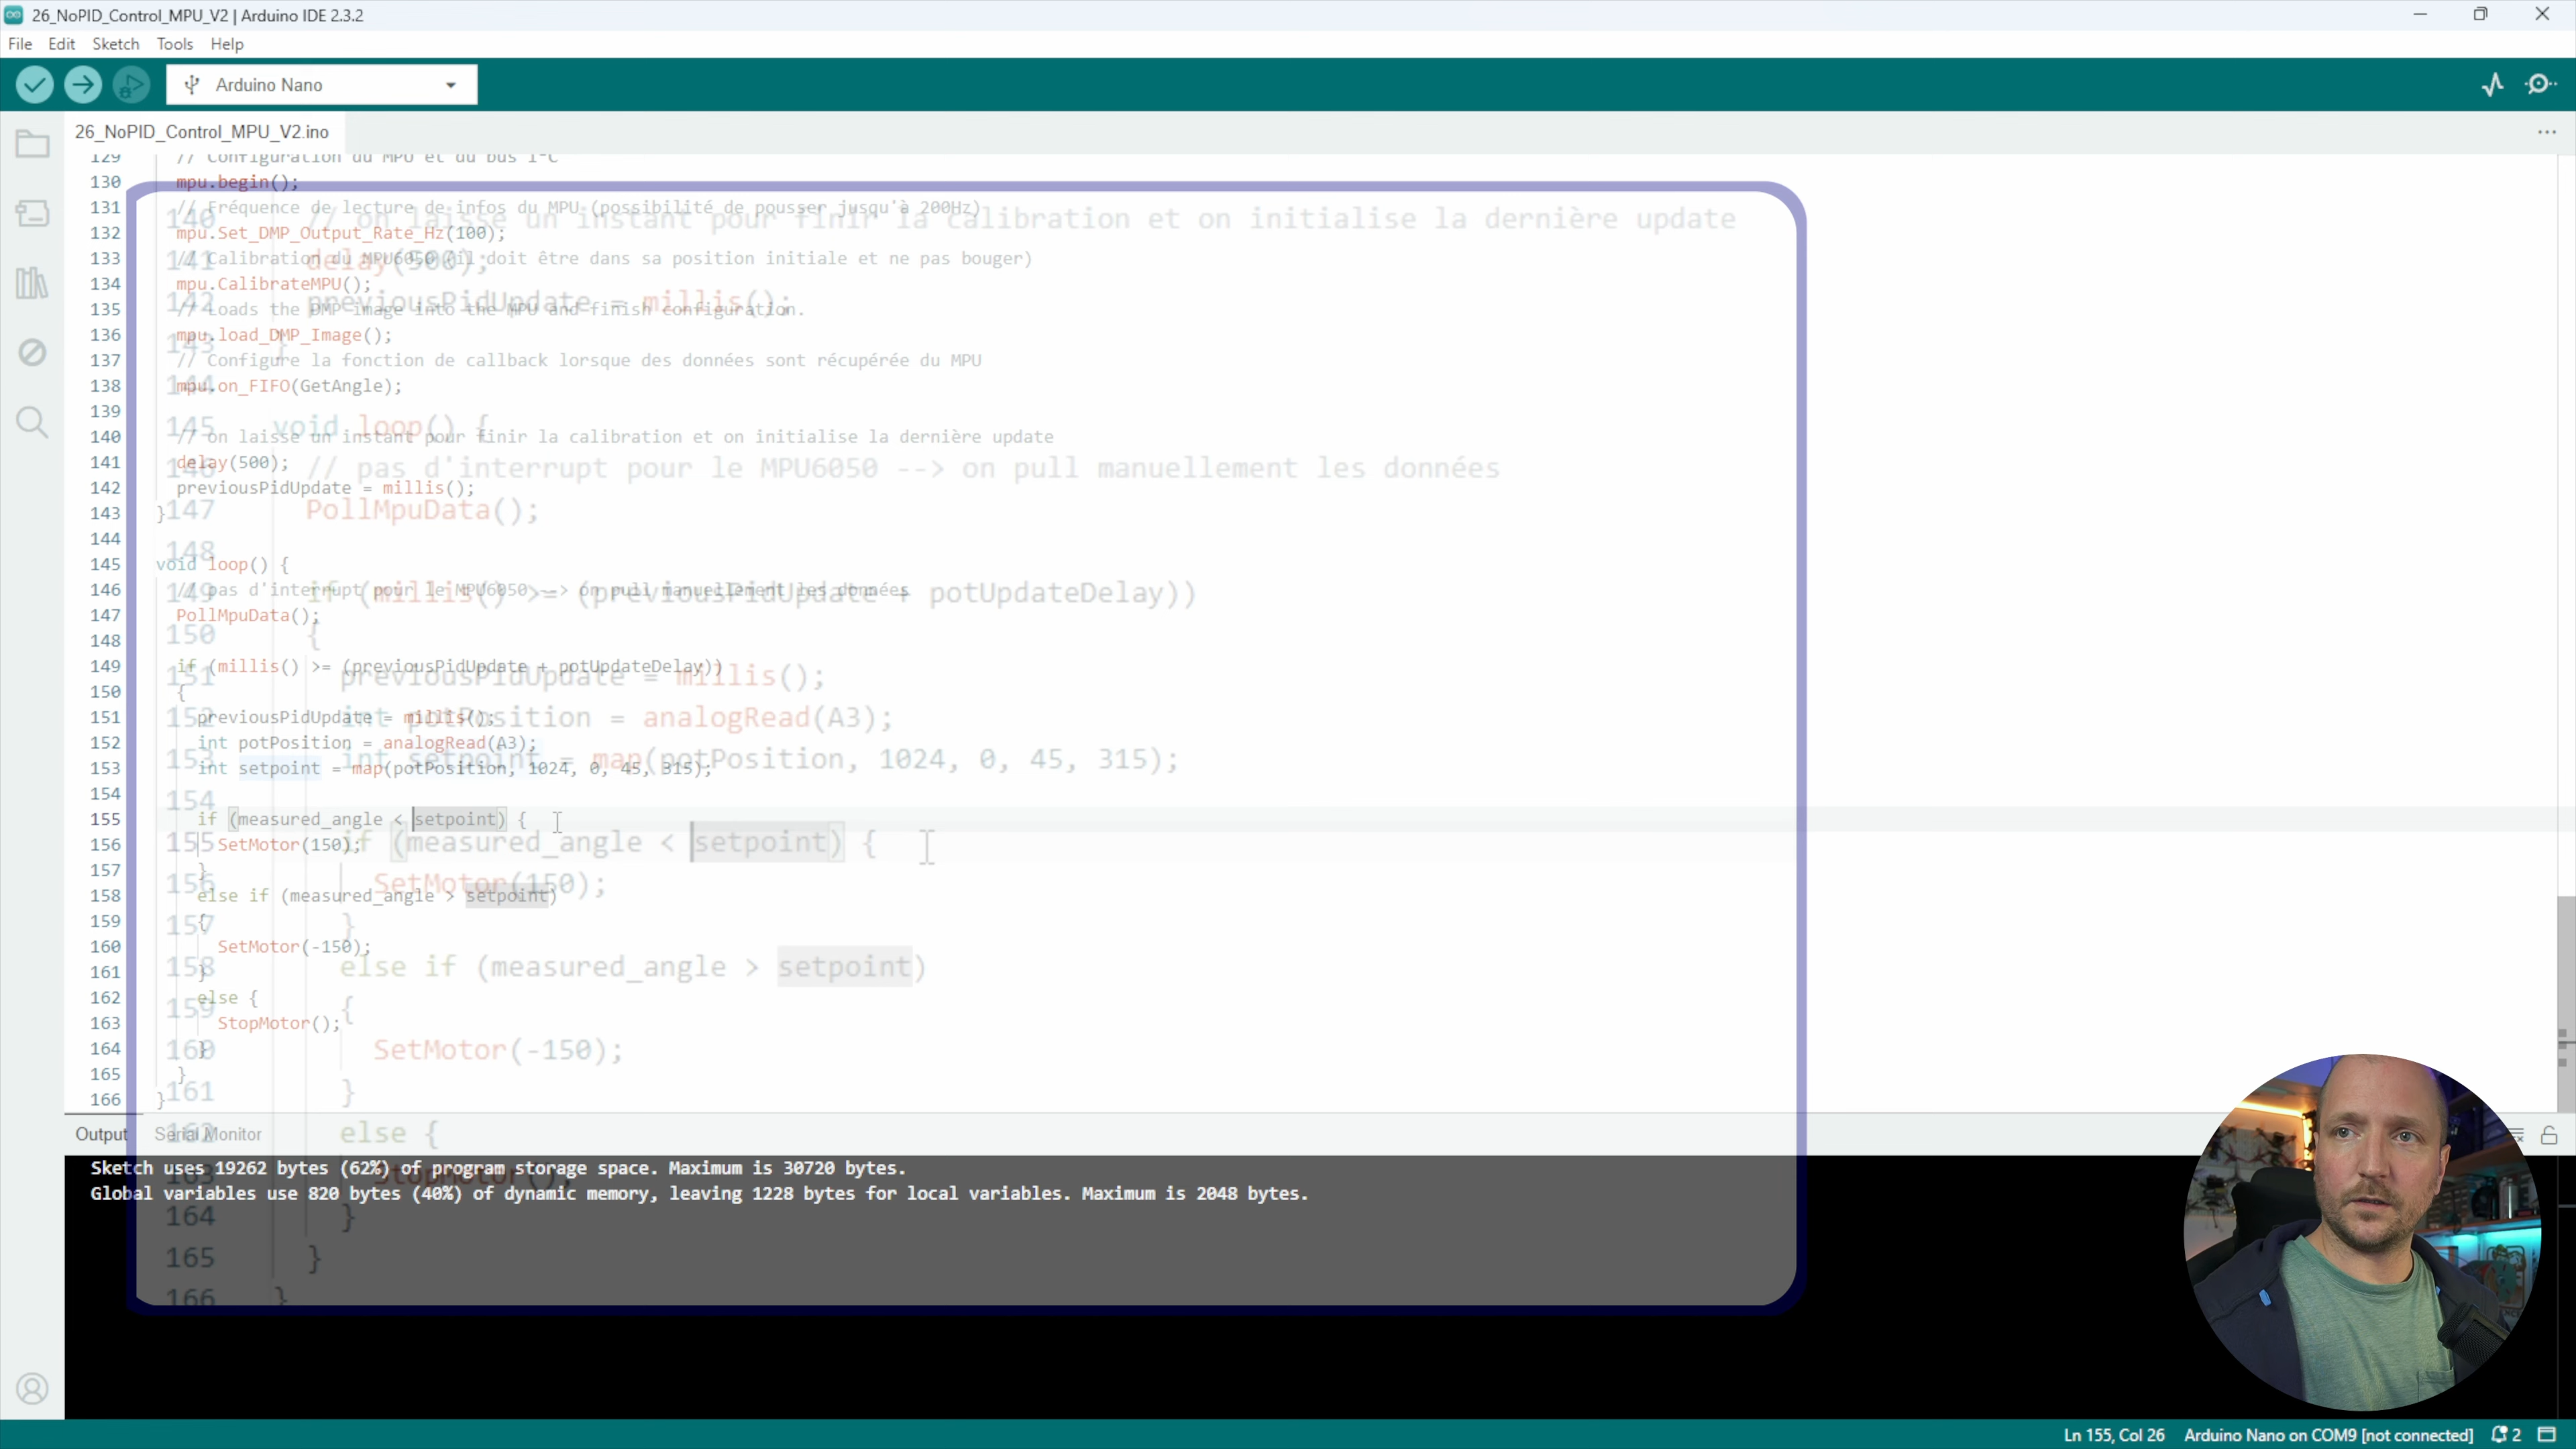 26_NoPID_Control_MPU_V2 | Arduino IDE 2.3.2
File Edit Sketch Tools Help
Arduino Nano
26_NoPID_Control_MPU_V2.ino
129 // Configuration du MPU et du bus I²C
130 mpu.begin();
131 // Fréquence de lecture de infos du MPU (possibilité de pousser jusqu'à 200Hz)
132 mpu.Set_DMP_Output_Rate_Hz(100);
133 // Calibration du MPU6050 (il doit être dans sa position initiale et ne pas bouger)
134 mpu.CalibrateMPU();
135 // Loads the DMP image into the MPU and finish configuration.
136 mpu.load_DMP_Image();
137 // Configure la fonction de callback lorsque des données sont récupérée du MPU
138 mpu.on_FIFO(GetAngle);
139
140 // on laisse un instant pour finir la calibration et on initialise la dernière update
141 delay(500);
142 previousPidUpdate = millis();
143 }
144
145 void loop() {
146 // pas d'interrupt pour le MPU6050 --> on pull manuellement les données
147 PollMpuData();
148
149 if (millis() >= (previousPidUpdate + potUpdateDelay))
150 {
151 previousPidUpdate = millis();
152 int potPosition = analogRead(A3);
153 int setpoint = map(potPosition, 1024, 0, 45, 315);
154
155 if (measured_angle < setpoint) {
156 SetMotor(150);
157 }
158 else if (measured_angle > setpoint)
159 {
160 SetMotor(-150);
161 }
162 else {
163 StopMotor();
164 }
165 }
166 }
140 // on laisse un instant pour finir la calibration et on initialise la dernière update
141 delay(500);
142 previousPidUpdate = millis();
143 }
144
145 void loop() {
146 // pas d'interrupt pour le MPU6050 --> on pull manuellement les données
147 PollMpuData();
148
149 if (millis() >= (previousPidUpdate + potUpdateDelay))
150 {
151 previousPidUpdate = millis();
152 int potPosition = analogRead(A3);
153 int setpoint = map(potPosition, 1024, 0, 45, 315);
154
155 if (measured_angle < setpoint) {
156 SetMotor(150);
157 }
158 else if (measured_angle > setpoint)
159 {
160 SetMotor(-150);
161 }
162 else {
163 StopMotor();
164 }
165 }
166 }
Output Serial Monitor
Sketch uses 19262 bytes (62%) of program storage space. Maximum is 30720 bytes.
Global variables use 820 bytes (40%) of dynamic memory, leaving 1228 bytes for local variables. Maximum is 2048 bytes.
Ln 155, Col 26 Arduino Nano on COM9 [not connected] 2